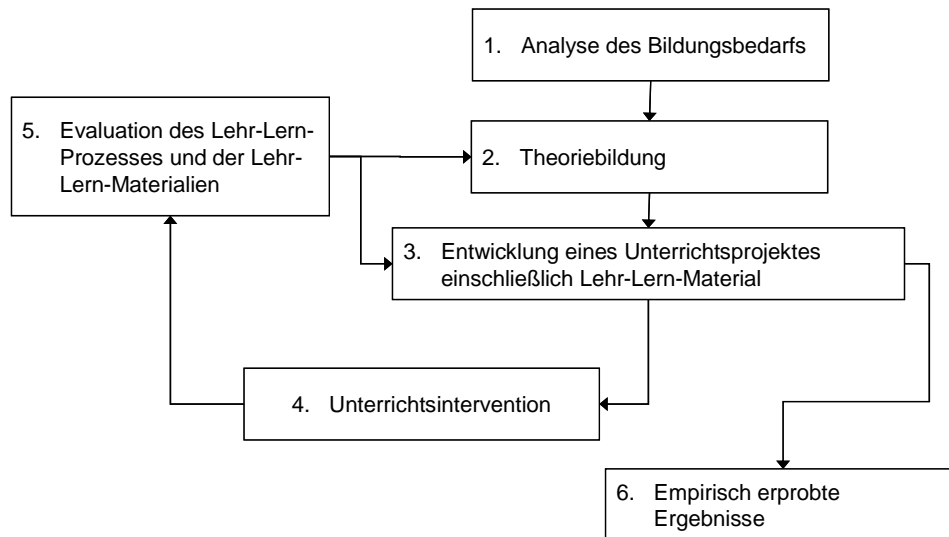 1. Analyse des Bildungsbedarfs
5. Evaluation des Lehr-Lern-
Prozesses und der Lehr-
Lern-Materialien
2. Theoriebildung
3. Entwicklung eines Unterrichtsprojektes
einschließlich Lehr-Lern-Material
4. Unterrichtsintervention
6. Empirisch erprobte
Ergebnisse